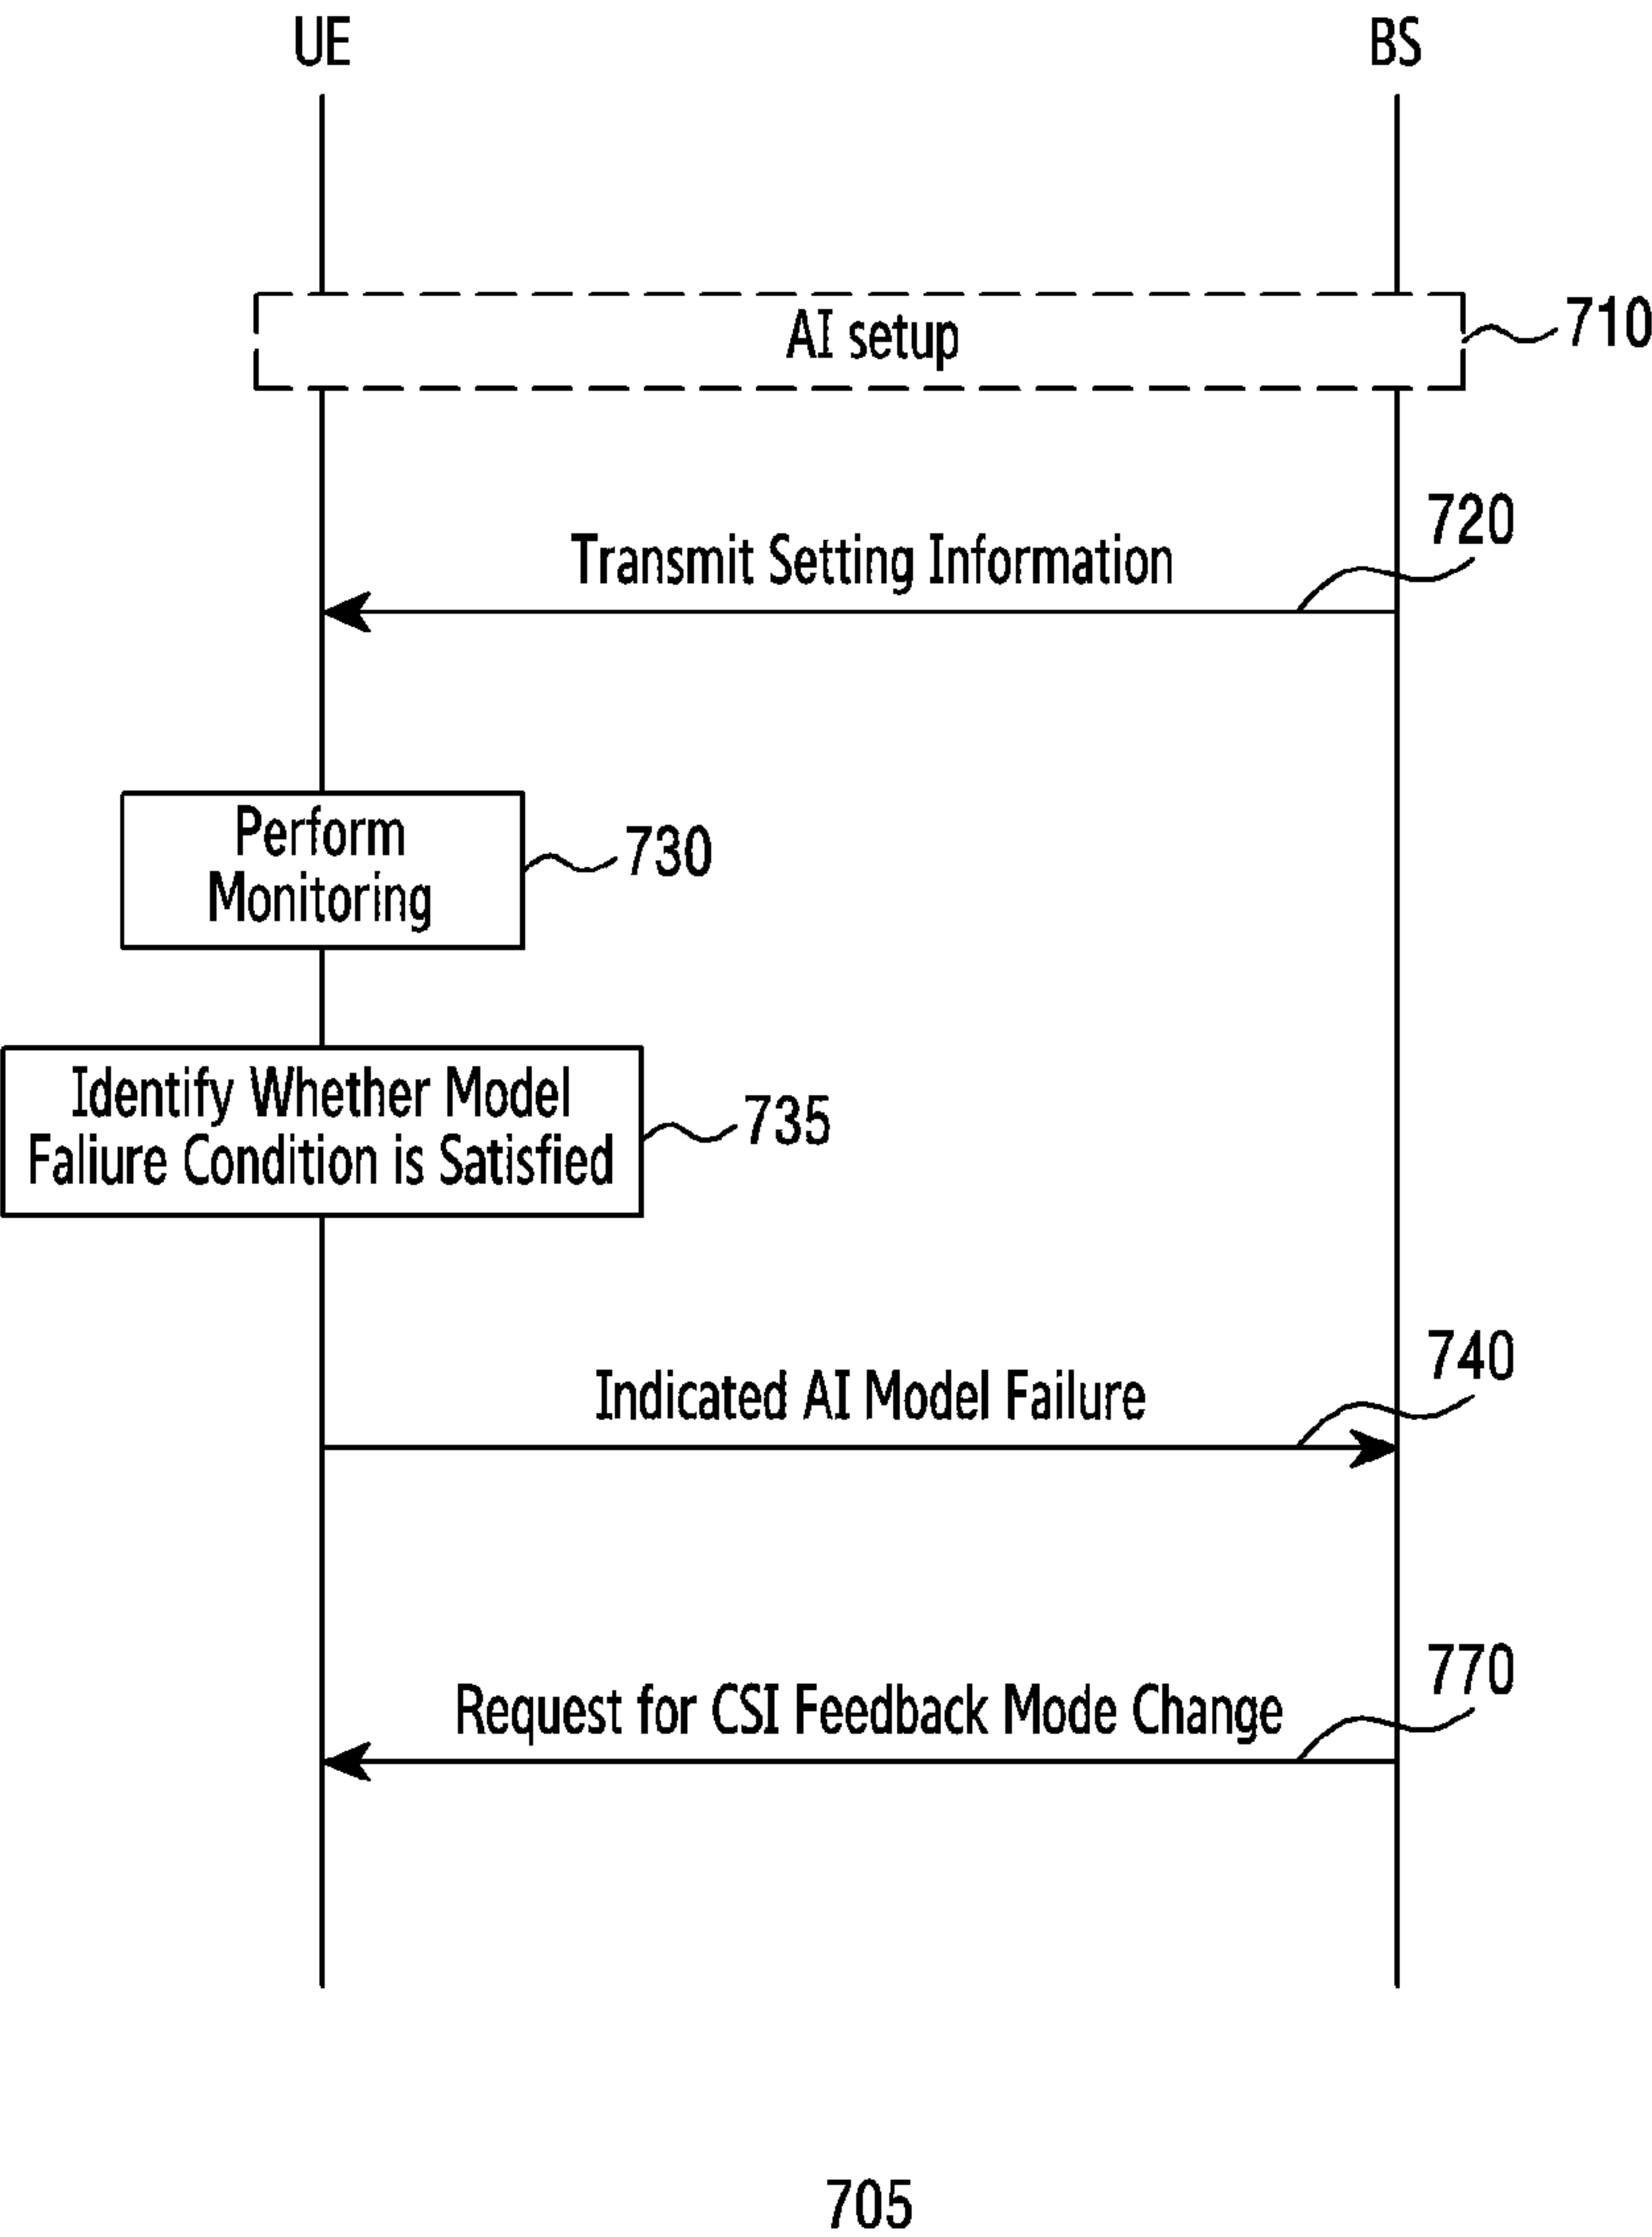 UE
BS
AI setup
710
720
Transmit Setting Information
Perform
Monitoring
730
Identify Whether Model
Faliure Condition is Satisfied
735
740
Indicated AI Model Failure
770
Request for CSI Feedback Mode Change
705